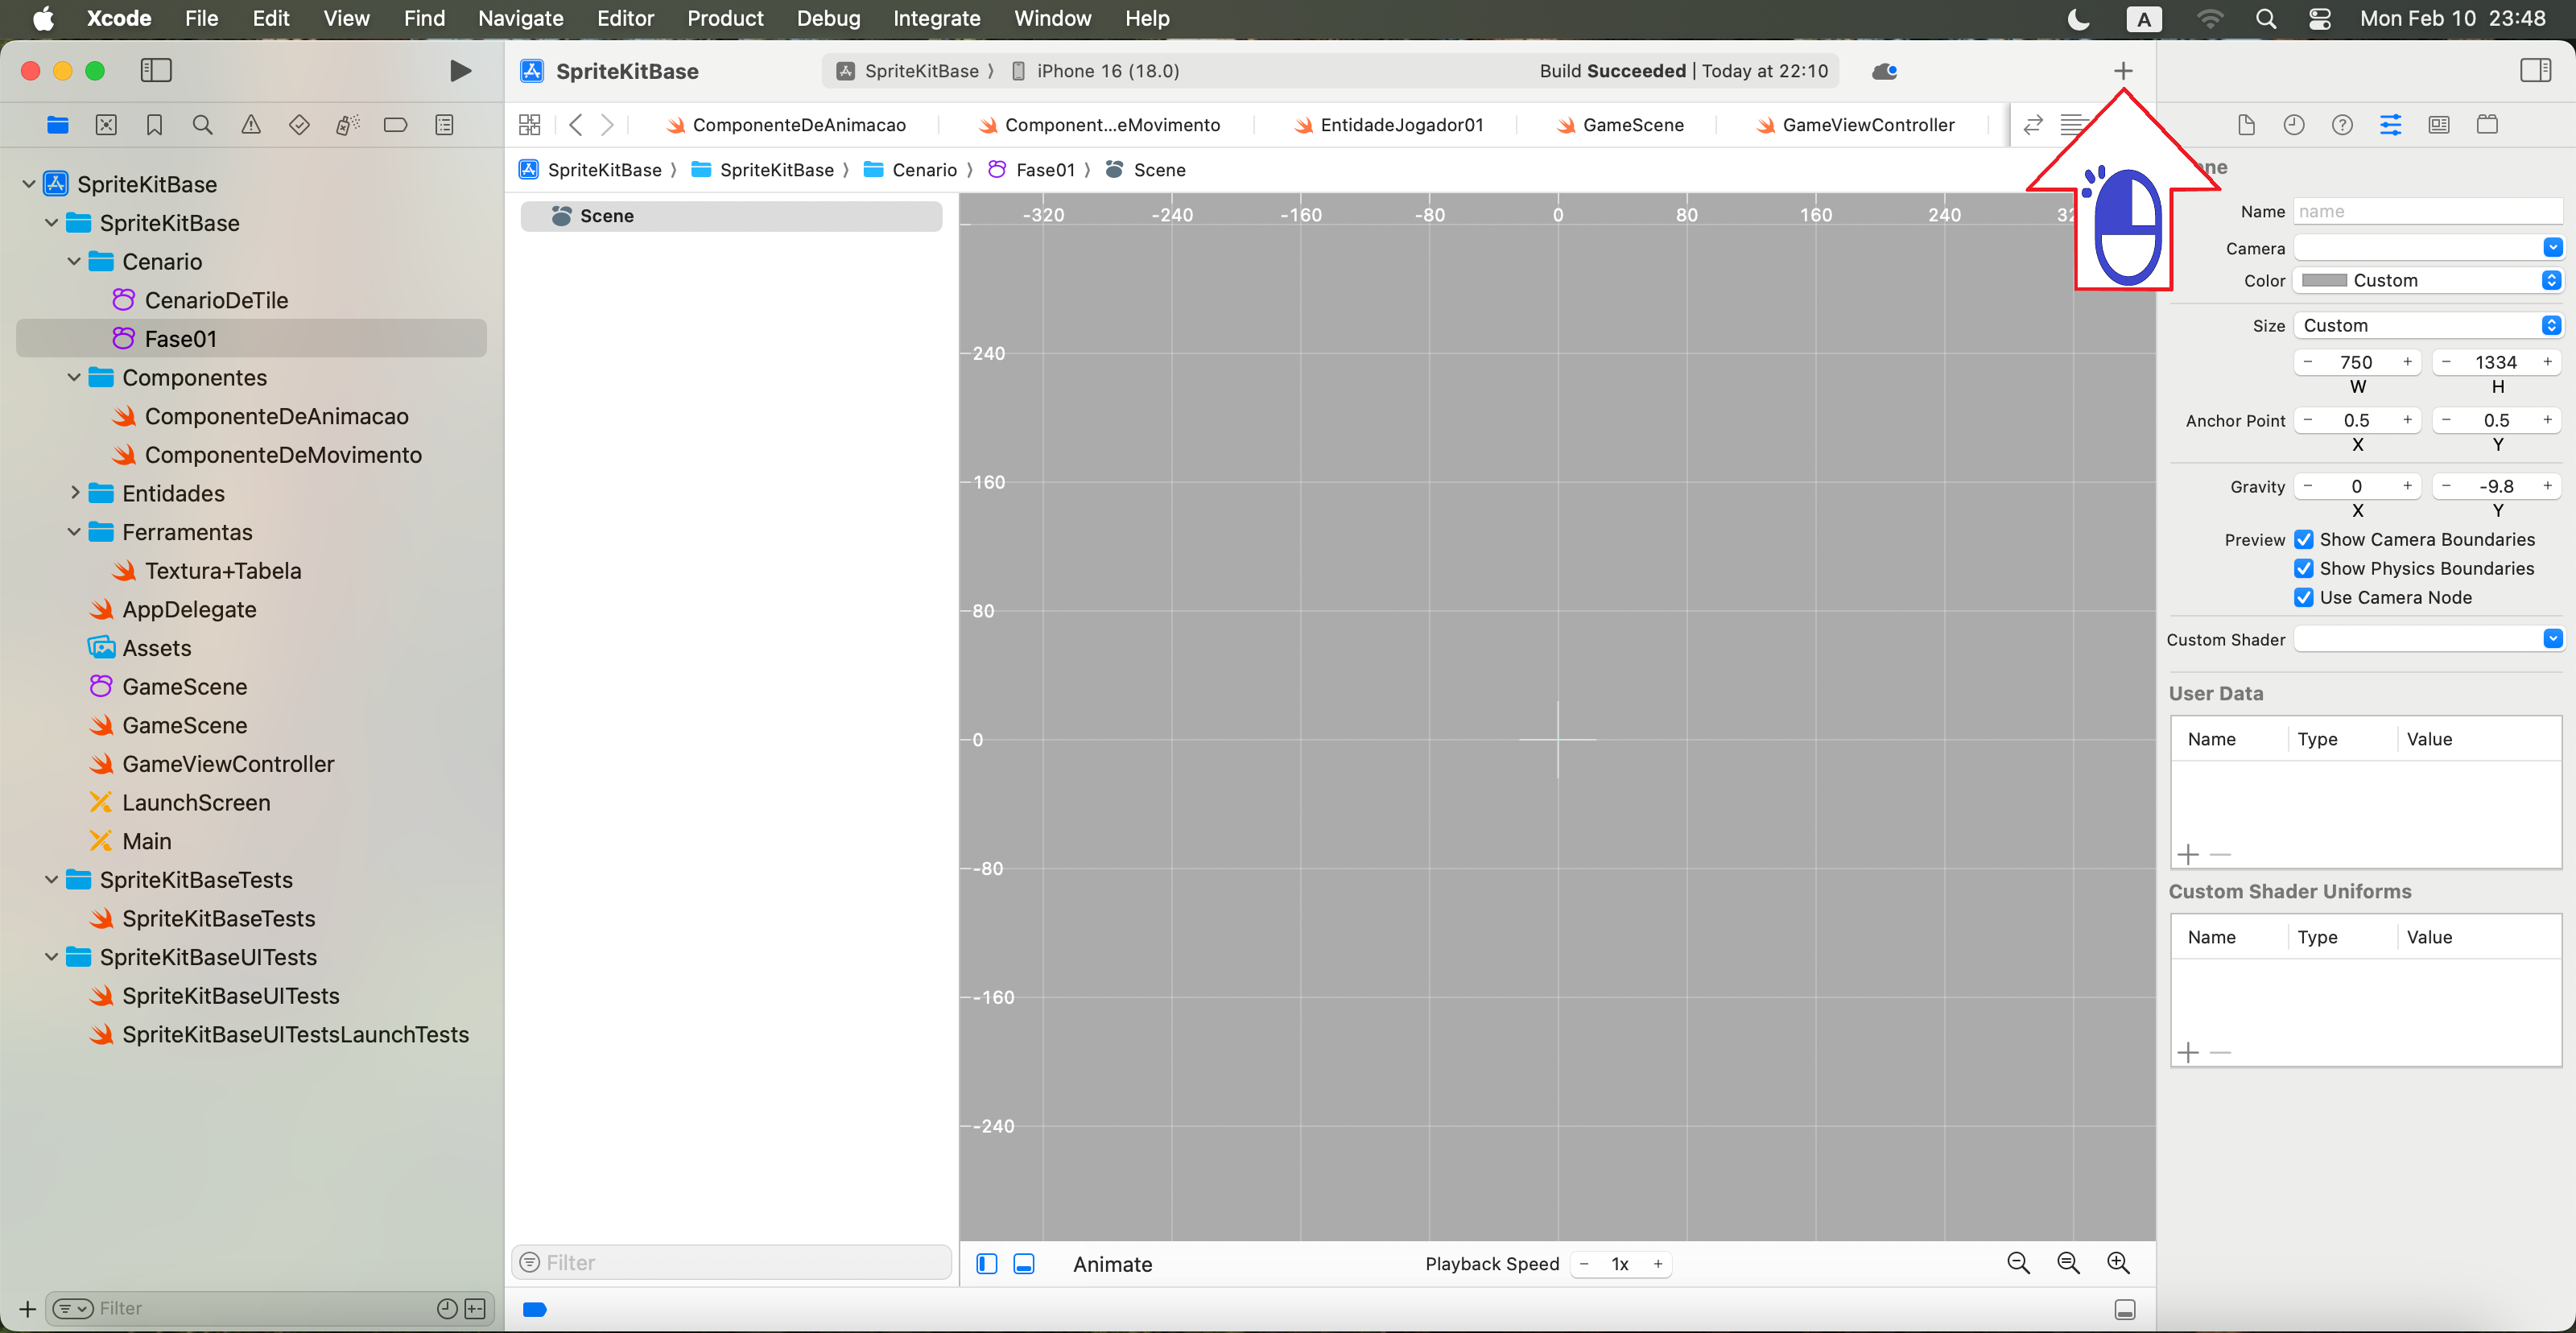 Xcode File Edit View Find Navigate Editor Product Debug Integrate Window Help A Mon Feb 10 23:48
SpriteKitBase SpriteKitBase 〉 iPhone 16 (18.0) Build Succeeded | Today at 22:10
ComponenteDeAnimacao Component...eMovimento EntidadeJogador01 GameScene GameViewController
SpriteKitBase 〉 SpriteKitBase 〉 Cenario 〉 Fase01 〉 Scene
SpriteKitBase
SpriteKitBase
Cenario
CenarioDeTile
Fase01
Componentes
ComponenteDeAnimacao
ComponenteDeMovimento
Entidades
Ferramentas
Textura+Tabela
AppDelegate
Assets
GameScene
GameScene
GameViewController
LaunchScreen
Main
SpriteKitBaseTests
SpriteKitBaseTests
SpriteKitBaseUITests
SpriteKitBaseUITests
SpriteKitBaseUITestsLaunchTests
Filter
Scene
Filter
-320 -240 -160 -80 0 80 160 240
240
160
80
0
-80
-160
-240
Animate Playback Speed - 1x +
Name name
Camera
Color Custom
Size Custom
- 750 + - 1334 +
W H
Anchor Point - 0.5 + - 0.5 +
X Y
Gravity - 0 + - -9.8 +
X Y
Preview Show Camera Boundaries
Show Physics Boundaries
Use Camera Node
Custom Shader
User Data
Name Type Value
Custom Shader Uniforms
Name Type Value